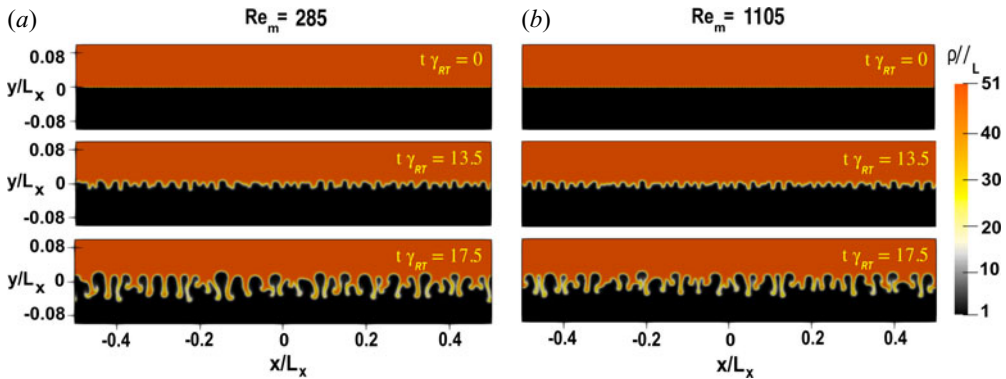 (a) Re_m = 285
(b) Re_m = 1105
0.08
y/L_x 0
-0.08
t γ_RT = 0
t γ_RT = 0
ρ//_L
51
40
30
20
10
1
0.08
y/L_x 0
-0.08
t γ_RT = 13.5
t γ_RT = 13.5
0.08
y/L_x 0
-0.08
t γ_RT = 17.5
t γ_RT = 17.5
-0.4 -0.2 0 0.2 0.4
x/L_x
-0.4 -0.2 0 0.2 0.4
x/L_x